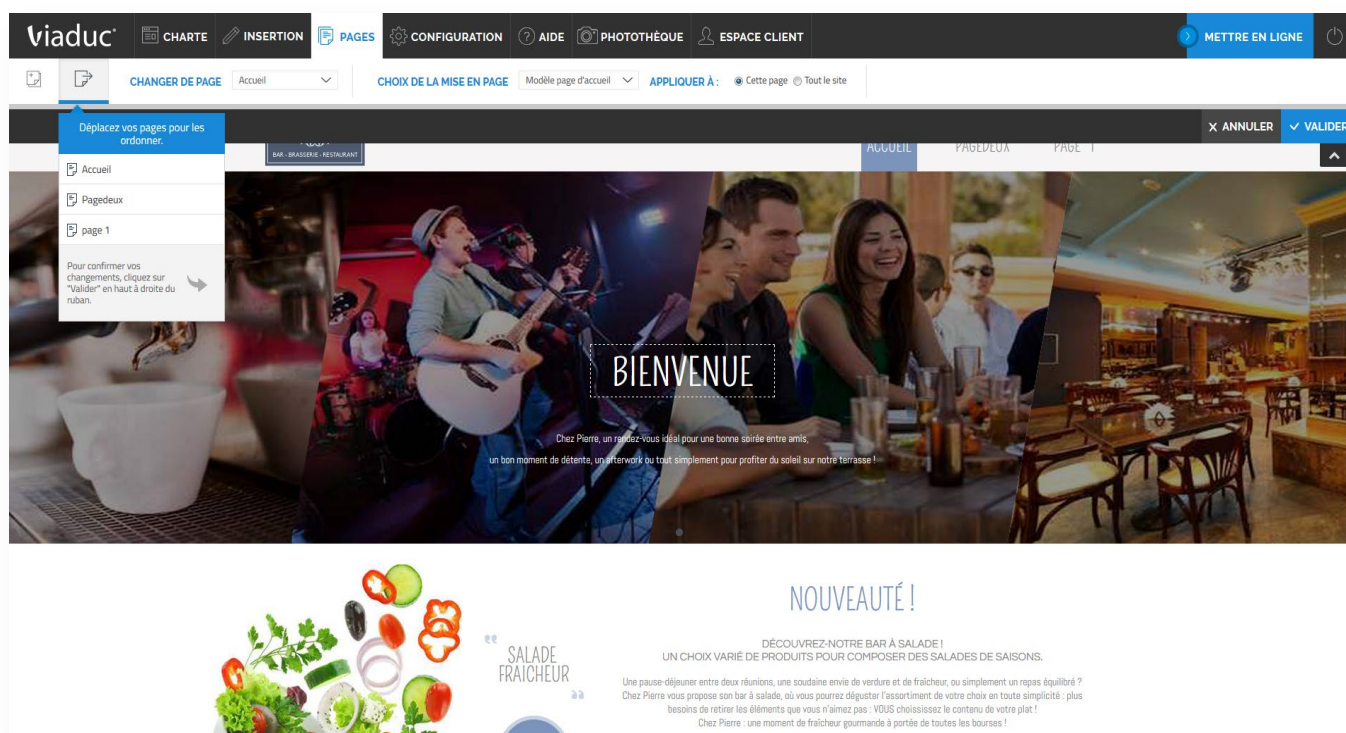 Viaduc CHARTE INSERTION PAGES CONFIGURATION ? AIDE PHOTOTHÈQUE ESPACE CLIENT METTRE EN LIGNE
CHANGER DE PAGE Accueil CHOIX DE LA MISE EN PAGE Modèle page d'accueil APPLIQUER À : Cette page Tout le site
X ANNULER VALIDER
Déplacez vos pages pour les
ordonner.
Accueil
Pagedeux
page 1
Pour confirmer vos
changements, cliquez sur
"Valider" en haut à droite du
ruban.
BAR - BRASSERIE - RESTAURANT
ACCUEIL PAGEDEUX PAGE 1
BIENVENUE
Chez Pierre, un rendez-vous idéal pour une bonne soirée entre amis,
un bon moment de détente, un afterwork ou tout simplement pour profiter du soleil sur notre terrasse !
" SALADE
FRAICHEUR "
NOUVEAUTÉ !
DÉCOUVREZ-NOTRE BAR À SALADE !
UN CHOIX VARIÉ DE PRODUITS POUR COMPOSER DES SALADES DE SAISONS.
Une pause-déjeuner entre deux réunions, une soudaine envie de verdure et de fraîcheur, ou simplement un repas équilibré ?
Chez Pierre vous propose son bar à salade, où vous pourrez déguster l'assortiment de votre choix en toute simplicité : plus
besoins de retirer les éléments que vous n'aimez pas : VOUS choississez le contenu de votre plat !
Chez Pierre : une moment de fraîcheur gourmande à portée de toutes les bourses !